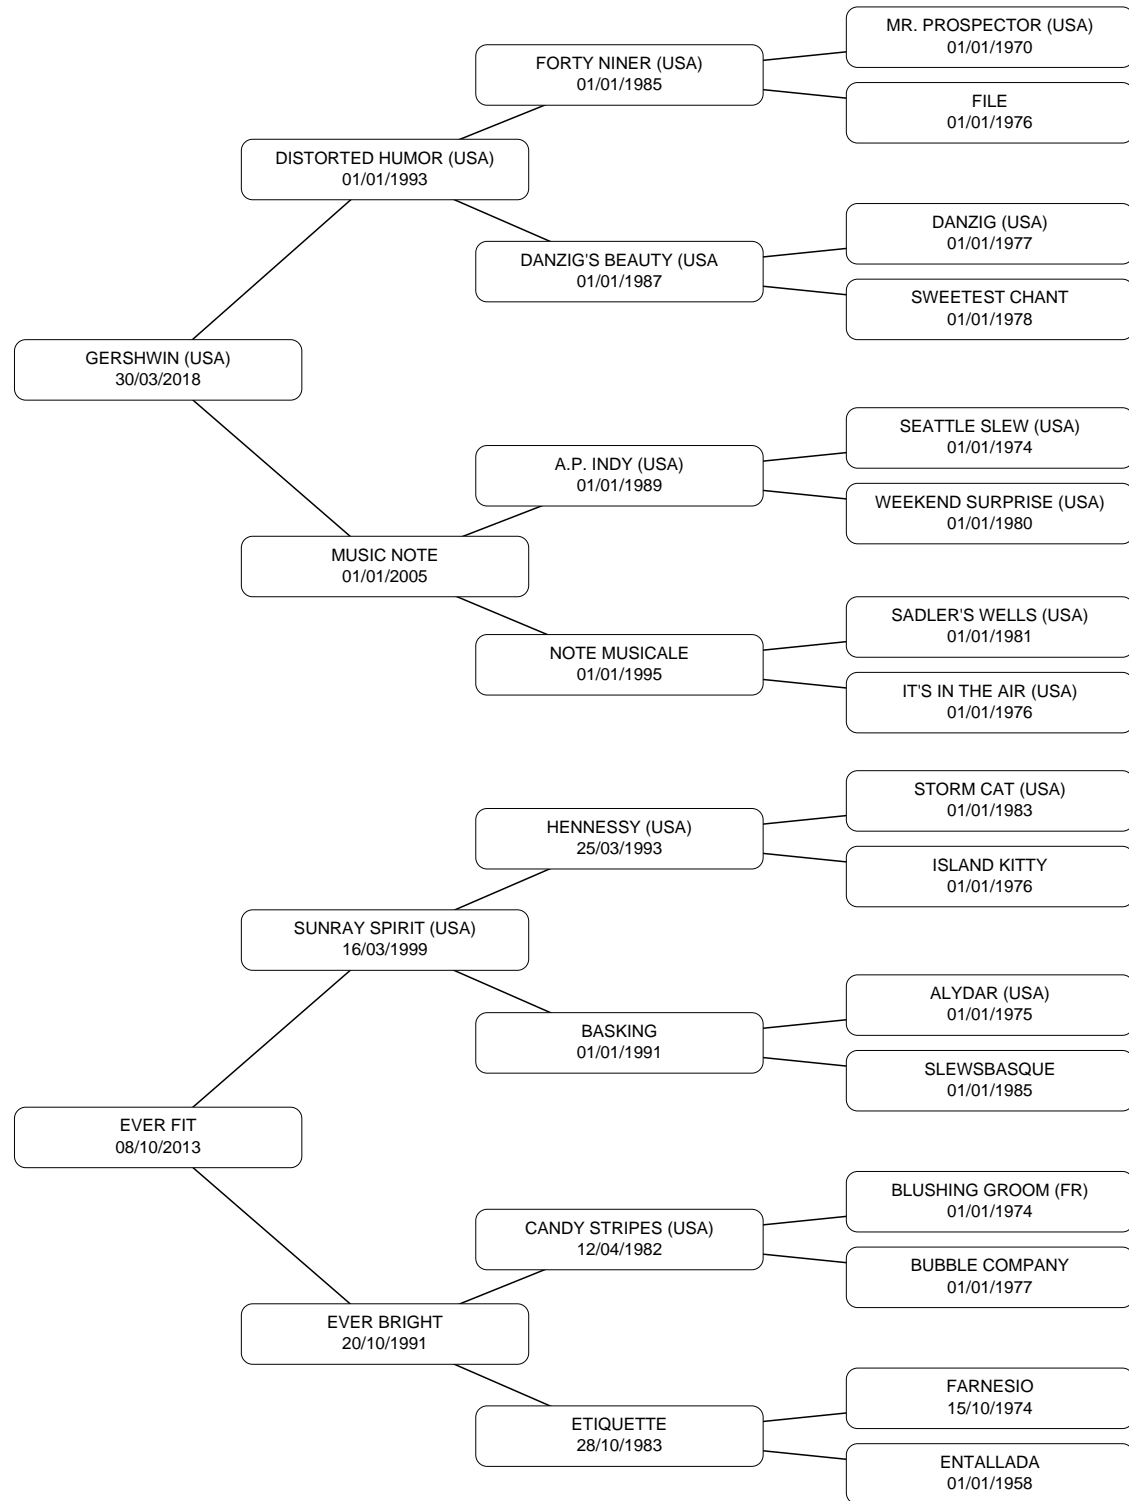 MR. PROSPECTOR (USA)
01/01/1970
FORTY NINER (USA)
01/01/1985
FILE
01/01/1976
DISTORTED HUMOR (USA)
01/01/1993
DANZIG (USA)
01/01/1977
DANZIG'S BEAUTY (USA
01/01/1987
SWEETEST CHANT
01/01/1978
GERSHWIN (USA)
30/03/2018
SEATTLE SLEW (USA)
01/01/1974
A.P. INDY (USA)
01/01/1989
WEEKEND SURPRISE (USA)
01/01/1980
MUSIC NOTE
01/01/2005
SADLER'S WELLS (USA)
01/01/1981
NOTE MUSICALE
01/01/1995
IT'S IN THE AIR (USA)
01/01/1976
STORM CAT (USA)
01/01/1983
HENNESSY (USA)
25/03/1993
ISLAND KITTY
01/01/1976
SUNRAY SPIRIT (USA)
16/03/1999
ALYDAR (USA)
01/01/1975
BASKING
01/01/1991
SLEWSBASQUE
01/01/1985
EVER FIT
08/10/2013
BLUSHING GROOM (FR)
01/01/1974
CANDY STRIPES (USA)
12/04/1982
BUBBLE COMPANY
01/01/1977
EVER BRIGHT
20/10/1991
FARNESIO
15/10/1974
ETIQUETTE
28/10/1983
ENTALLADA
01/01/1958